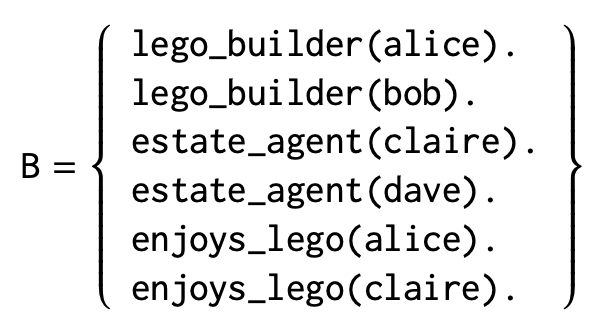 lego_builder(alice).
lego_builder(bob).
estate_agent(claire).
B =
estate_agent(dave).
enjoys_lego(alice).
enjoys_lego(claire).